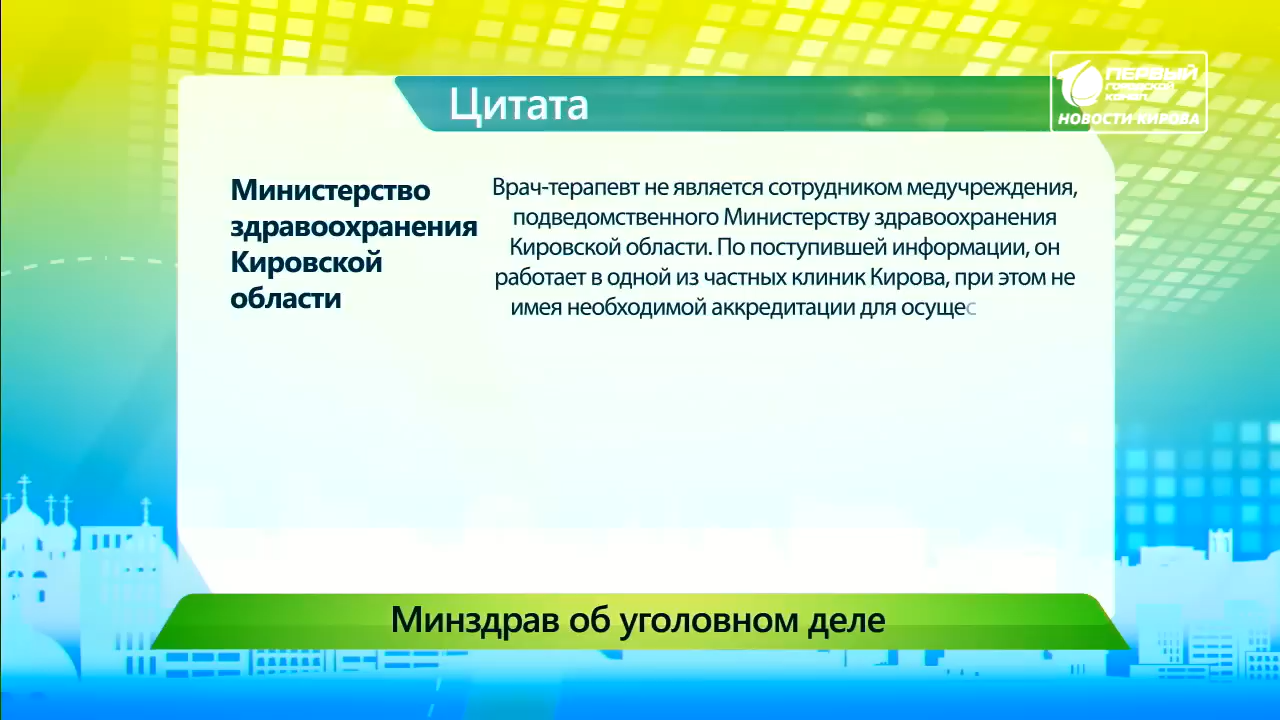 Цитата
ПЕРВЫЙ
ГОРОДСКОЙ
КАНАЛ
НОВОСТИ КИРОВА
Министерство
здравоохранения
Кировской
области
Врач-терапевт не является сотрудником медучреждения,
подведомственного Министерству здравоохранения
Кировской области. По поступившей информации, он
работает в одной из частных клиник Кирова, при этом не
имея необходимой аккредитации для осущес
Минздрав об уголовном деле